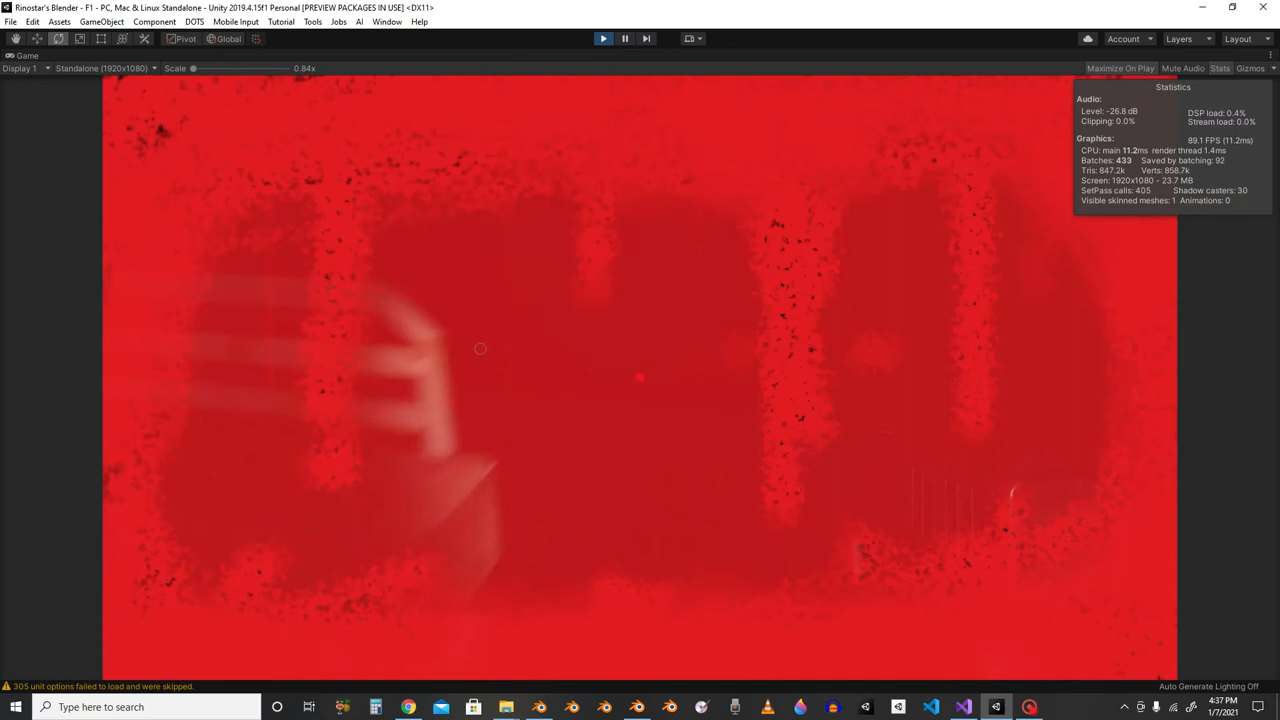 Rinostar's Blender - F1 - PC, Mac & Linux Standalone - Unity 2019.4.15f1 Personal [PREVIEW PACKAGES IN USE] <DX11>
File Edit Assets GameObject Component DOTS Mobile Input Tutorial Tools Jobs AI Window Help
Pivot Global Account Layers Layout
Game
Display 1 Standalone (1920x1080) Scale 0.84x Maximize On Play Mute Audio Stats Gizmos
Statistics
Audio:
Level: -26.8 dB DSP load: 0.4%
Clipping: 0.0% Stream load: 0.0%
Graphics: 89.1 FPS (11.2ms)
CPU: main 11.2ms render thread 1.4ms
Batches: 433 Saved by batching: 92
Tris: 847.2k Verts: 858.7k
Screen: 1920x1080 - 23.7 MB
SetPass calls: 405 Shadow casters: 30
Visible skinned meshes: 1 Animations: 0
305 unit options failed to load and were skipped. Auto Generate Lighting Off
Type here to search
4:37 PM
1/7/2021